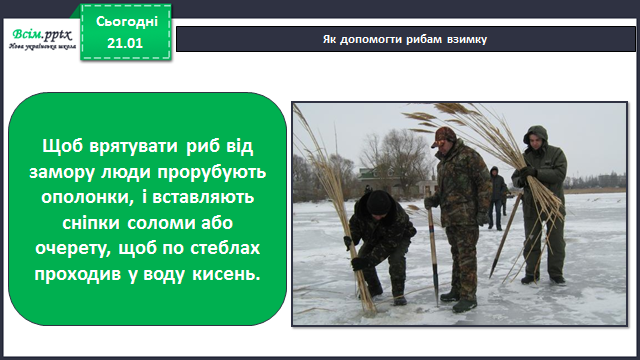 Всім.pptx
Нова українська школа
Сьогодні
21.01
Як допомогти рибам взимку
Щоб врятувати риб від
замору люди прорубують
ополонки, і вставляють
сніпки соломи або
очерету, щоб по стеблах
проходив у воду кисень.